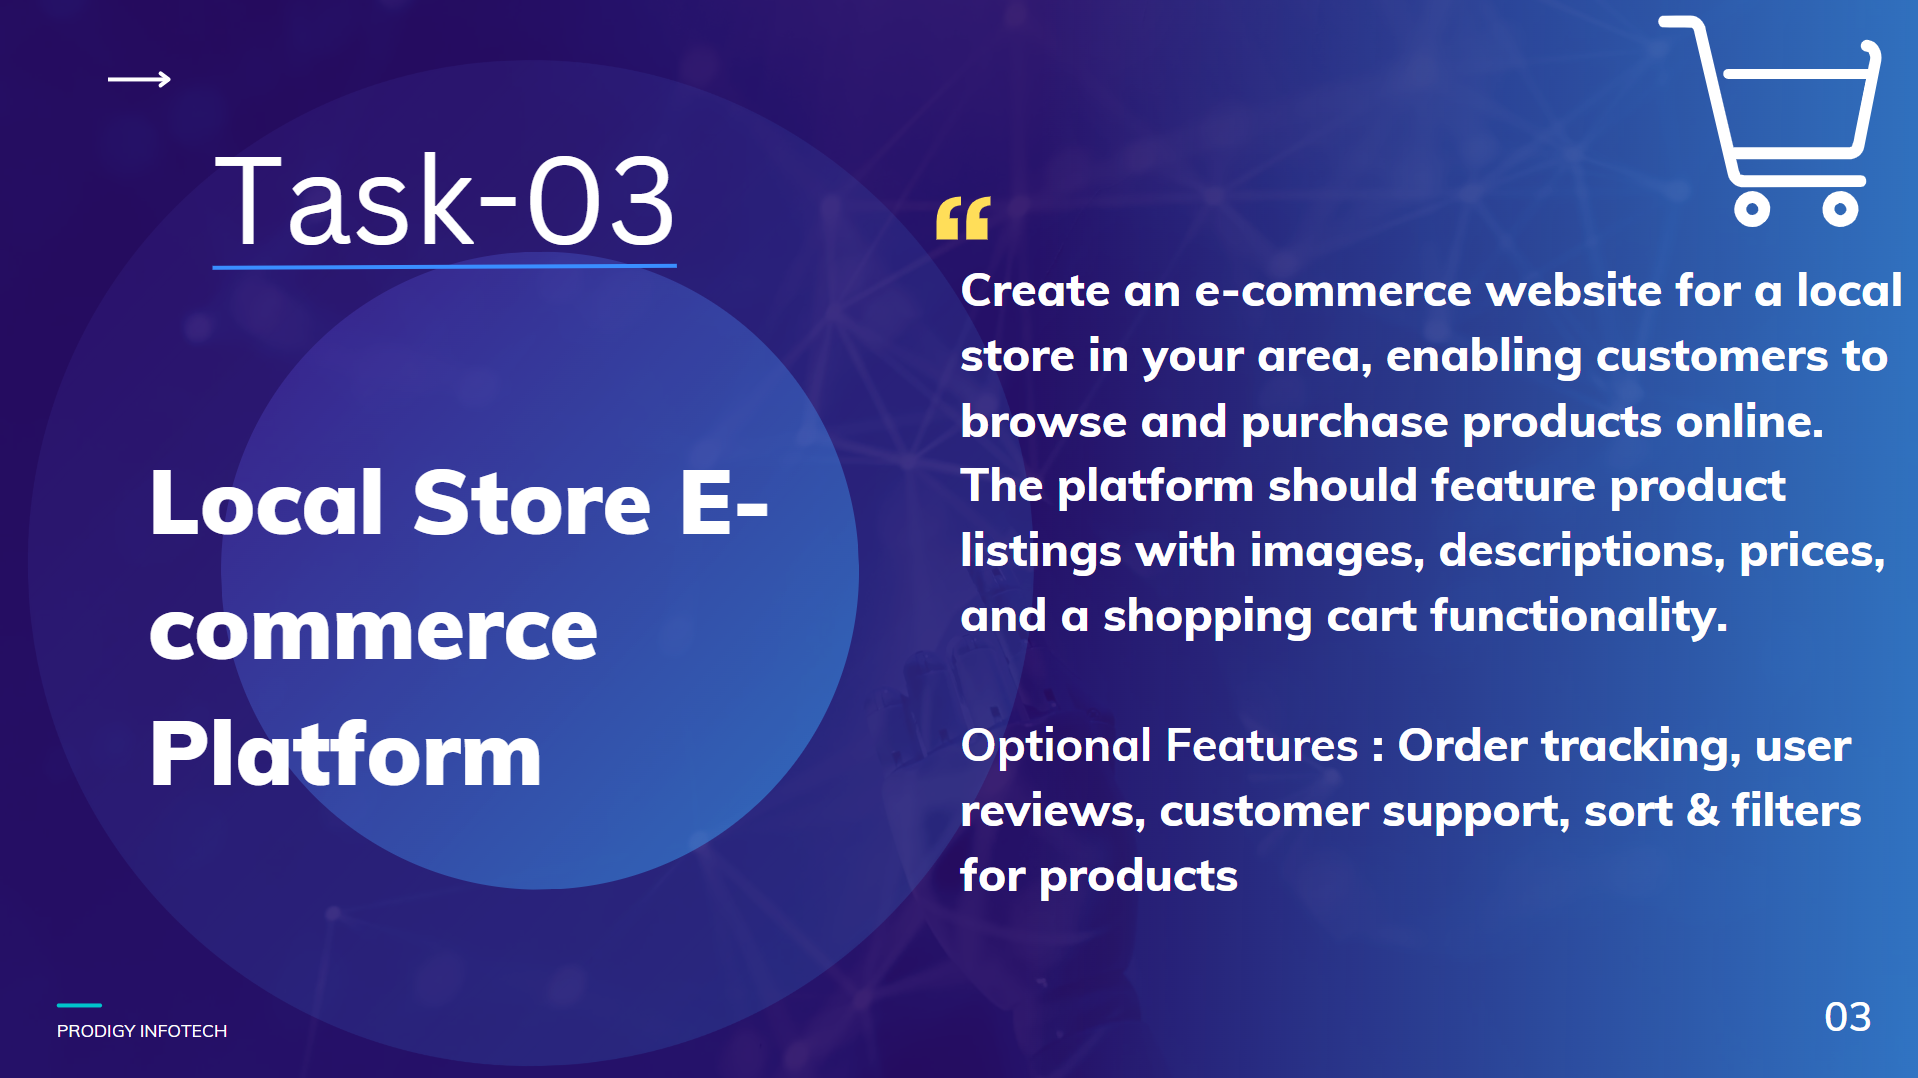 Task-03
Local Store E-
commerce
Platform
“
Create an e-commerce website for a local
store in your area, enabling customers to
browse and purchase products online.
The platform should feature product
listings with images, descriptions, prices,
and a shopping cart functionality.
Optional Features : Order tracking, user
reviews, customer support, sort & filters
for products
PRODIGY INFOTECH
03